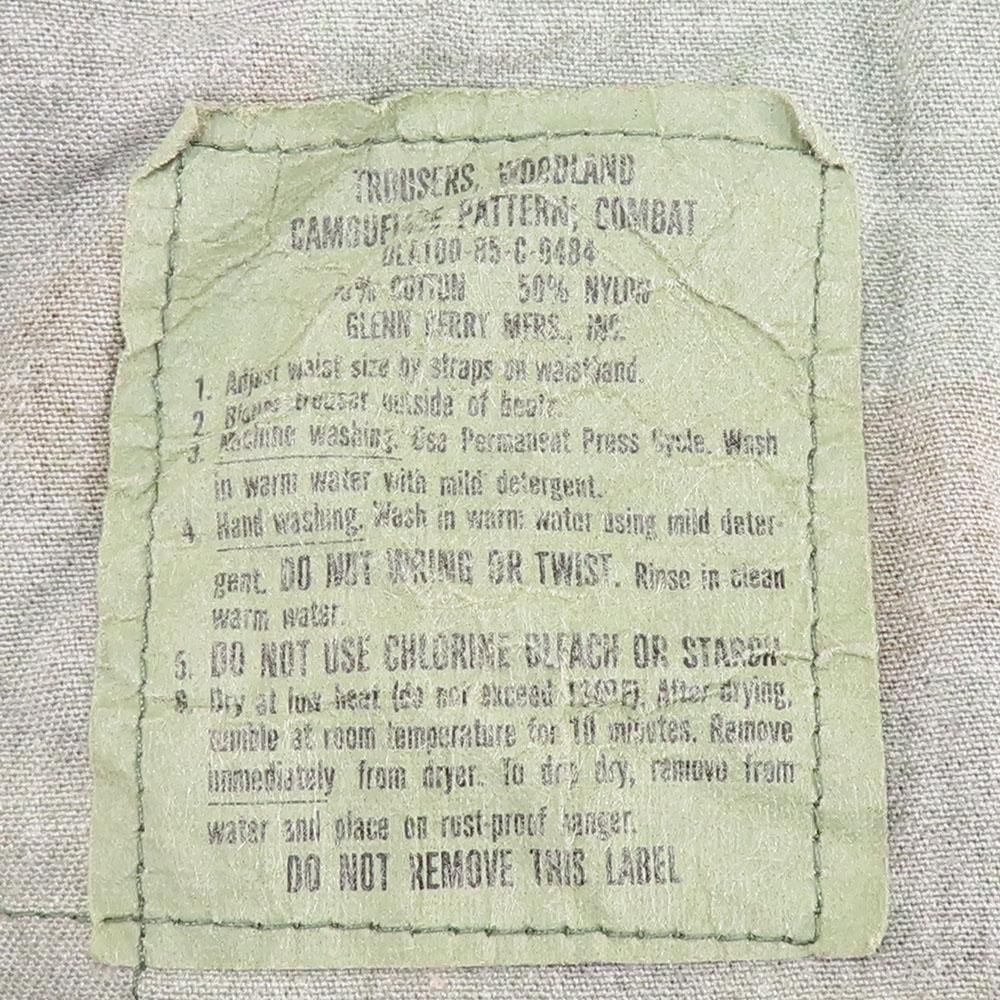 TROUSERS, WOODLAND
CAMOUFLAGE PATTERN; COMBAT
DLA100-85-C-0484
50% COTTON 50% NYLON
GLENN BERRY MFRS., INC.
1. Adjust waist size by straps on waistband.
2. Blouse trouser outside of boots.
3. Machine washing. Use Permanent Press Cycle. Wash
in warm water with mild detergent.
4. Hand washing. Wash in warm water using mild deter-
gent. DO NOT WRING OR TWIST. Rinse in clean
warm water.
5. DO NOT USE CHLORINE BLEACH OR STARCH.
6. Dry at low heat (do not exceed 130°F). After drying,
tumble at room temperature for 10 minutes. Remove
immediately from dryer. To drip dry, remove from
water and place on rust-proof hanger.
DO NOT REMOVE THIS LABEL